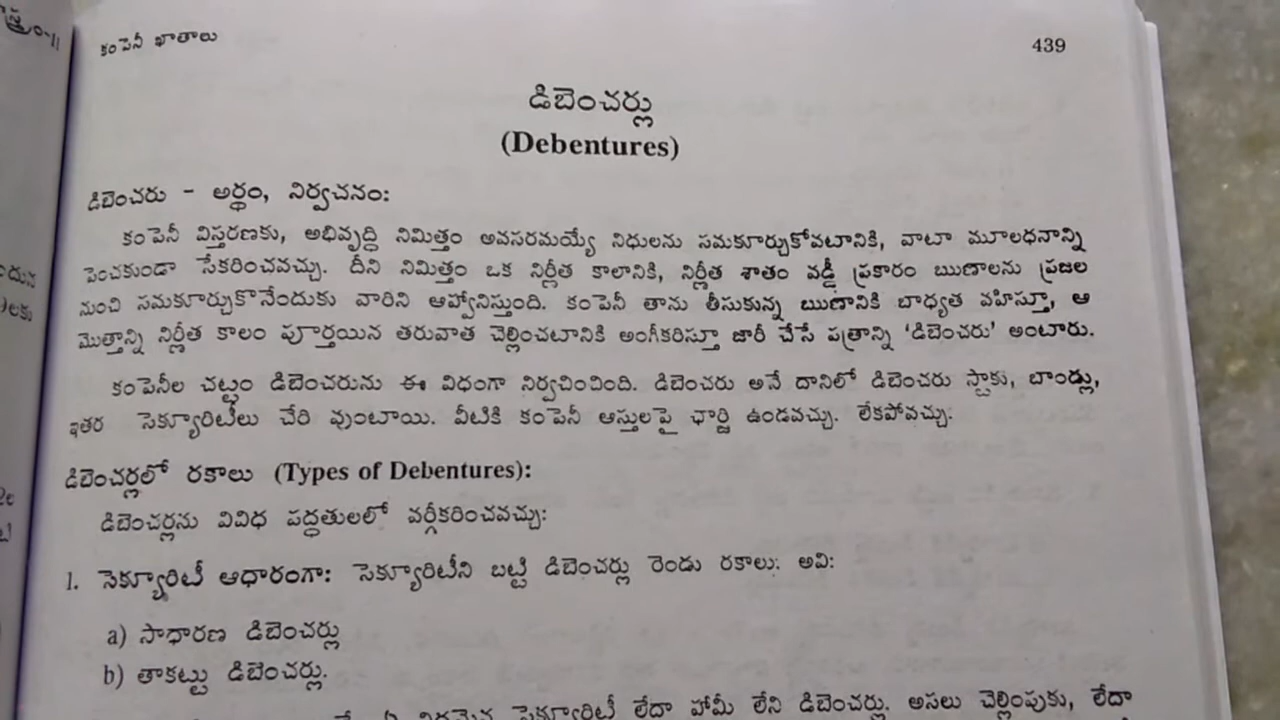 కంపెనీ ఖాతాలు
439
డిబెంచర్లు
(Debentures)
డిబెంచరు - అర్థం, నిర్వచనం:
కంపెనీ విస్తరణకు, అభివృద్ధి నిమిత్తం అవసరమయ్యే నిధులను సమకూర్చుకోవటానికి, వాటా మూలధనాన్ని
పెంచకుండా సేకరించవచ్చు. దీని నిమిత్తం ఒక నిర్ణీత కాలానికి, నిర్ణీత శాతం వడ్డీ ప్రకారం ఋణాలను ప్రజల
నుంచి సమకూర్చుకొనేందుకు వారిని ఆహ్వానిస్తుంది. కంపెనీ తాను తీసుకున్న ఋణానికి బాధ్యత వహిస్తూ, ఆ
మొత్తాన్ని నిర్ణీత కాలం పూర్తయిన తరువాత చెల్లించటానికి అంగీకరిస్తూ జారీ చేసే పత్రాన్ని 'డిబెంచరు' అంటారు.
కంపెనీల చట్టం డిబెంచరును ఈ విధంగా నిర్వచించింది. డిబెంచరు అనే దానిలో డిబెంచరు స్టాకు, బాండ్లు,
ఇతర సెక్యూరిటీలు చేరి వుంటాయి. వీటికి కంపెనీ ఆస్తులపై ఛార్జి ఉండవచ్చు. లేకపోవచ్చు.
డిబెంచర్లలో రకాలు (Types of Debentures):
డిబెంచర్లను వివిధ పద్ధతులలో వర్గీకరించవచ్చు:
1. సెక్యూరిటీ ఆధారంగా: సెక్యూరిటీని బట్టి డిబెంచర్లు రెండు రకాలు. అవి:
a) సాధారణ డిబెంచర్లు
b) తాకట్టు డిబెంచర్లు.
సెక్యూరిటీ లేదా హామీ లేని డిబెంచర్లు. అసలు చెల్లింపుకు, లేదా